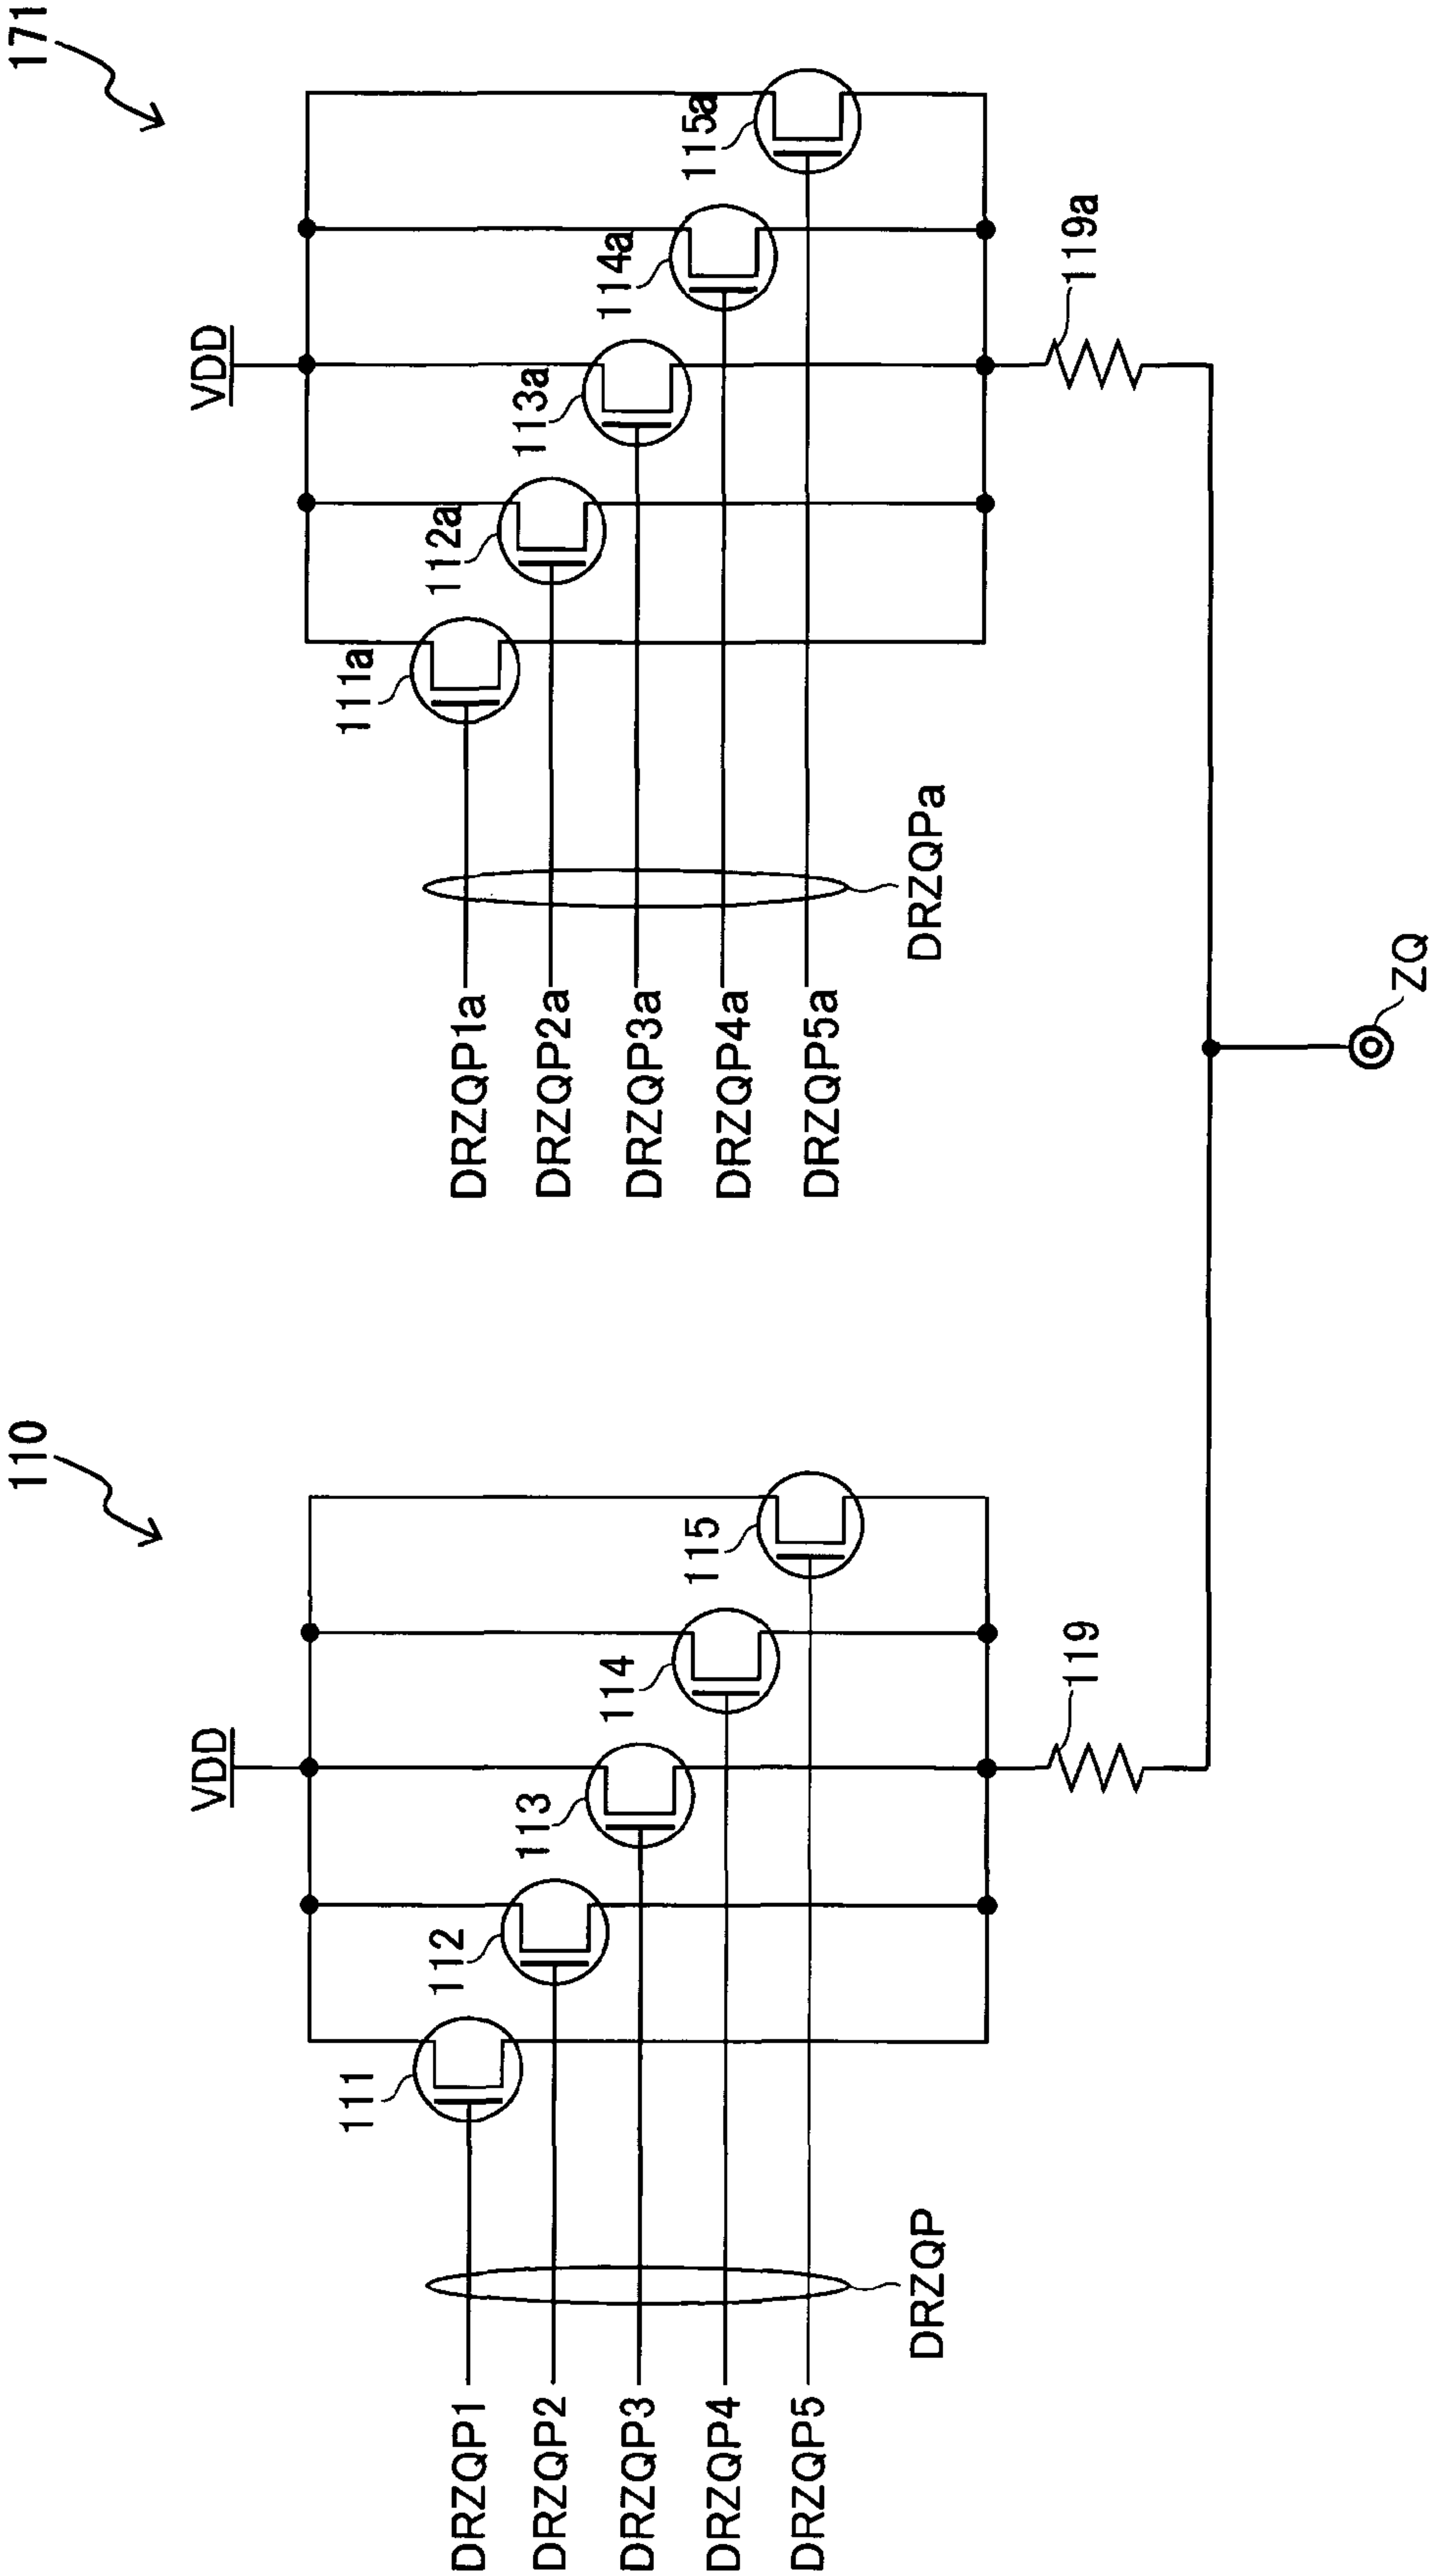 110
VDD
111
112
113
114
115
DRZQP1
DRZQP2
DRZQP3
DRZQP4
DRZQP5
DRZQP
119
171
VDD
111a
112a
113a
114a
115a
DRZQP1a
DRZQP2a
DRZQP3a
DRZQP4a
DRZQP5a
DRZQPa
119a
ZQ